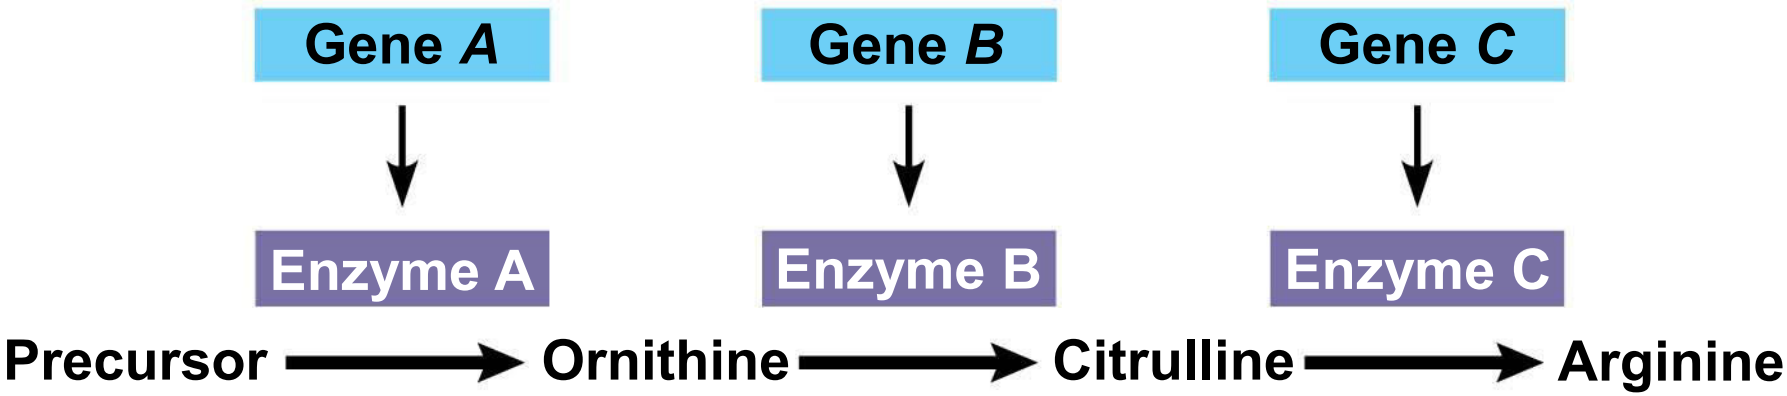 Gene A Gene B Gene C
Enzyme A Enzyme B Enzyme C
Precursor Ornithine Citrulline Arginine